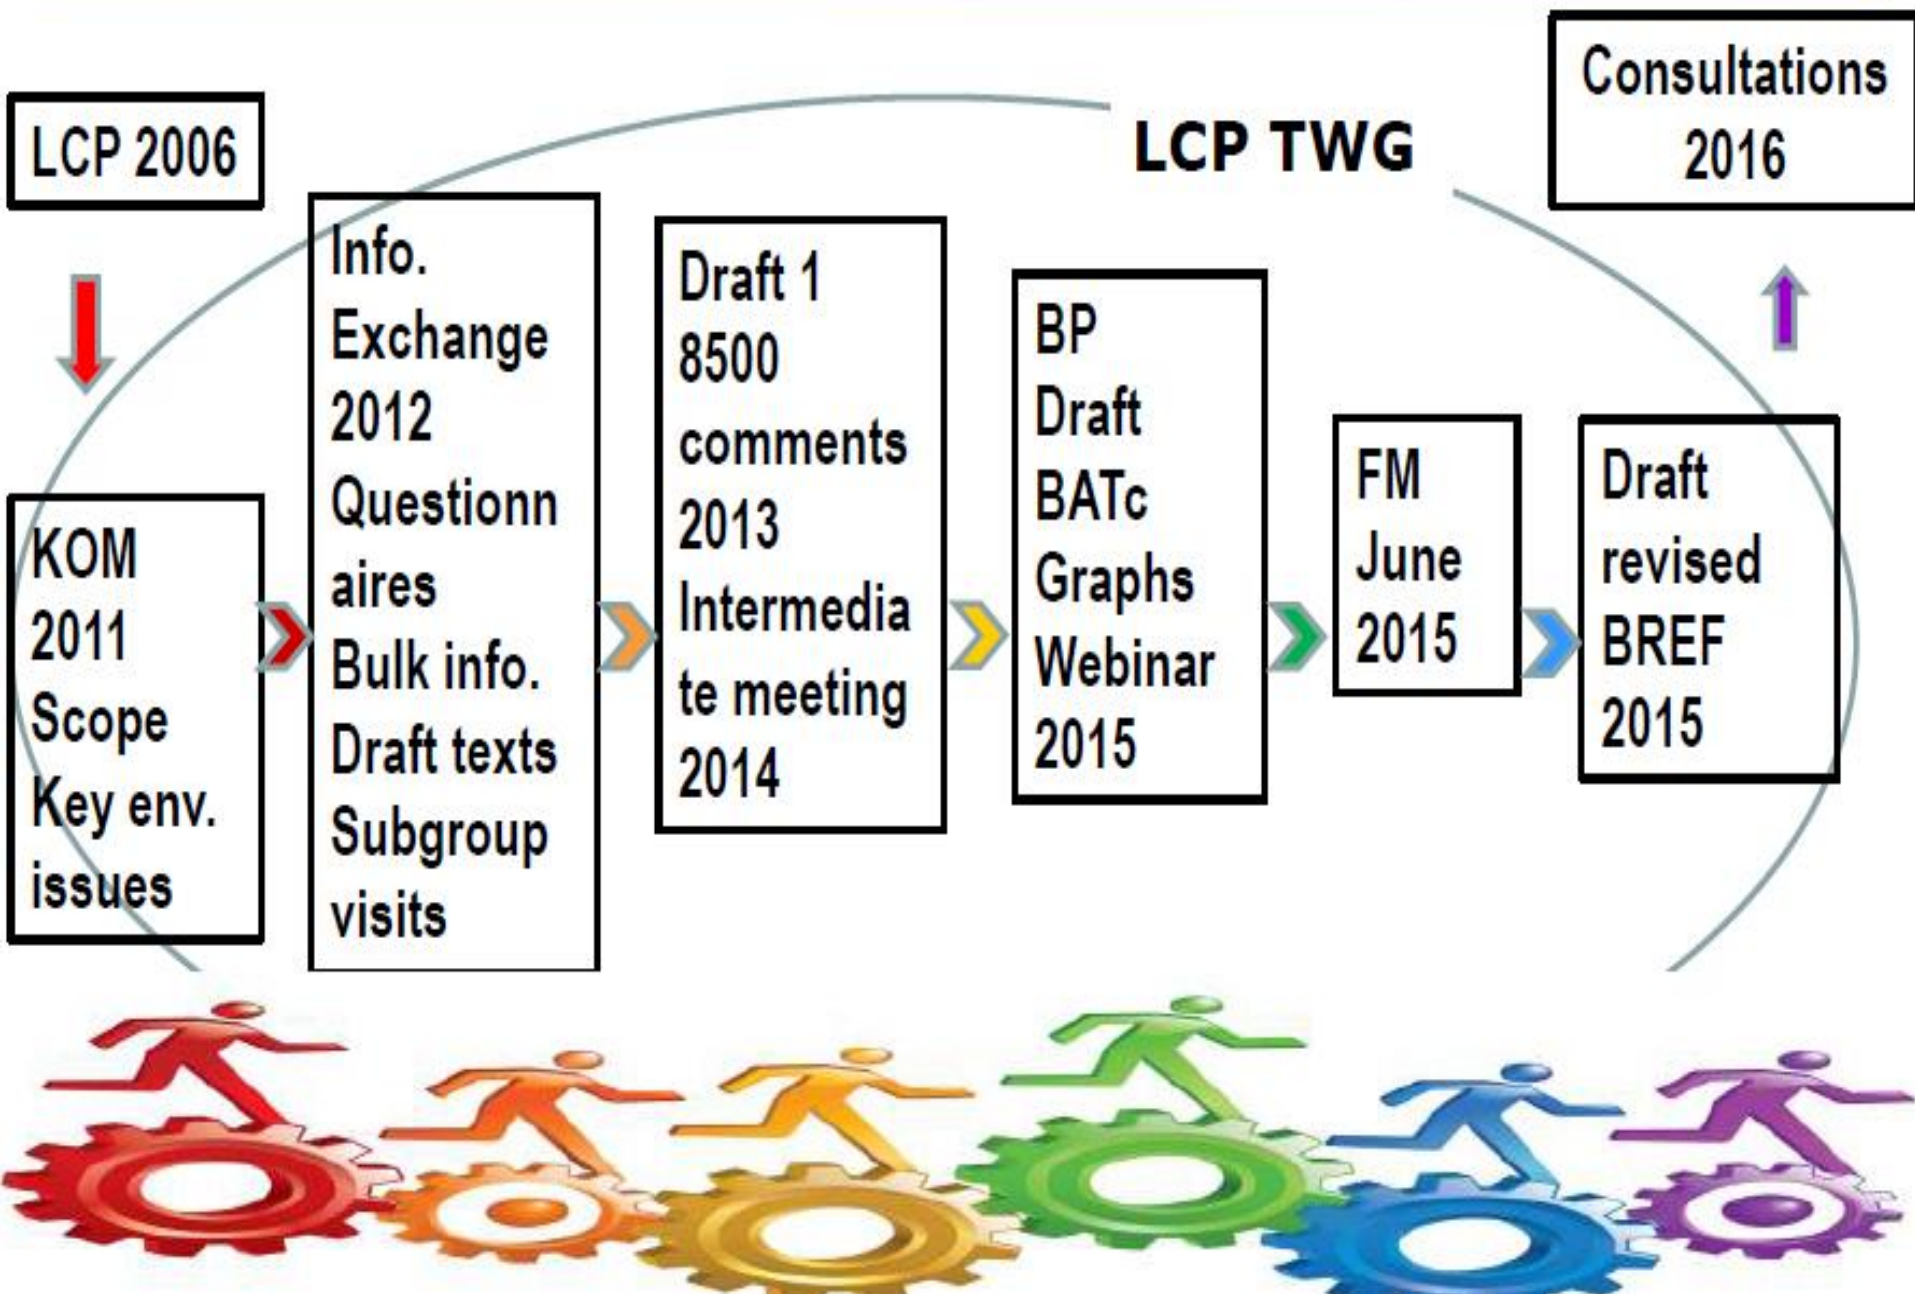 LCP 2006
LCP TWG
Consultations
2016
KOM
2011
Scope
Key env.
issues
Info.
Exchange
2012
Questionn
aires
Bulk info.
Draft texts
Subgroup
visits
Draft 1
8500
comments
2013
Intermedia
te meeting
2014
BP
Draft
BATc
Graphs
Webinar
2015
FM
June
2015
Draft
revised
BREF
2015